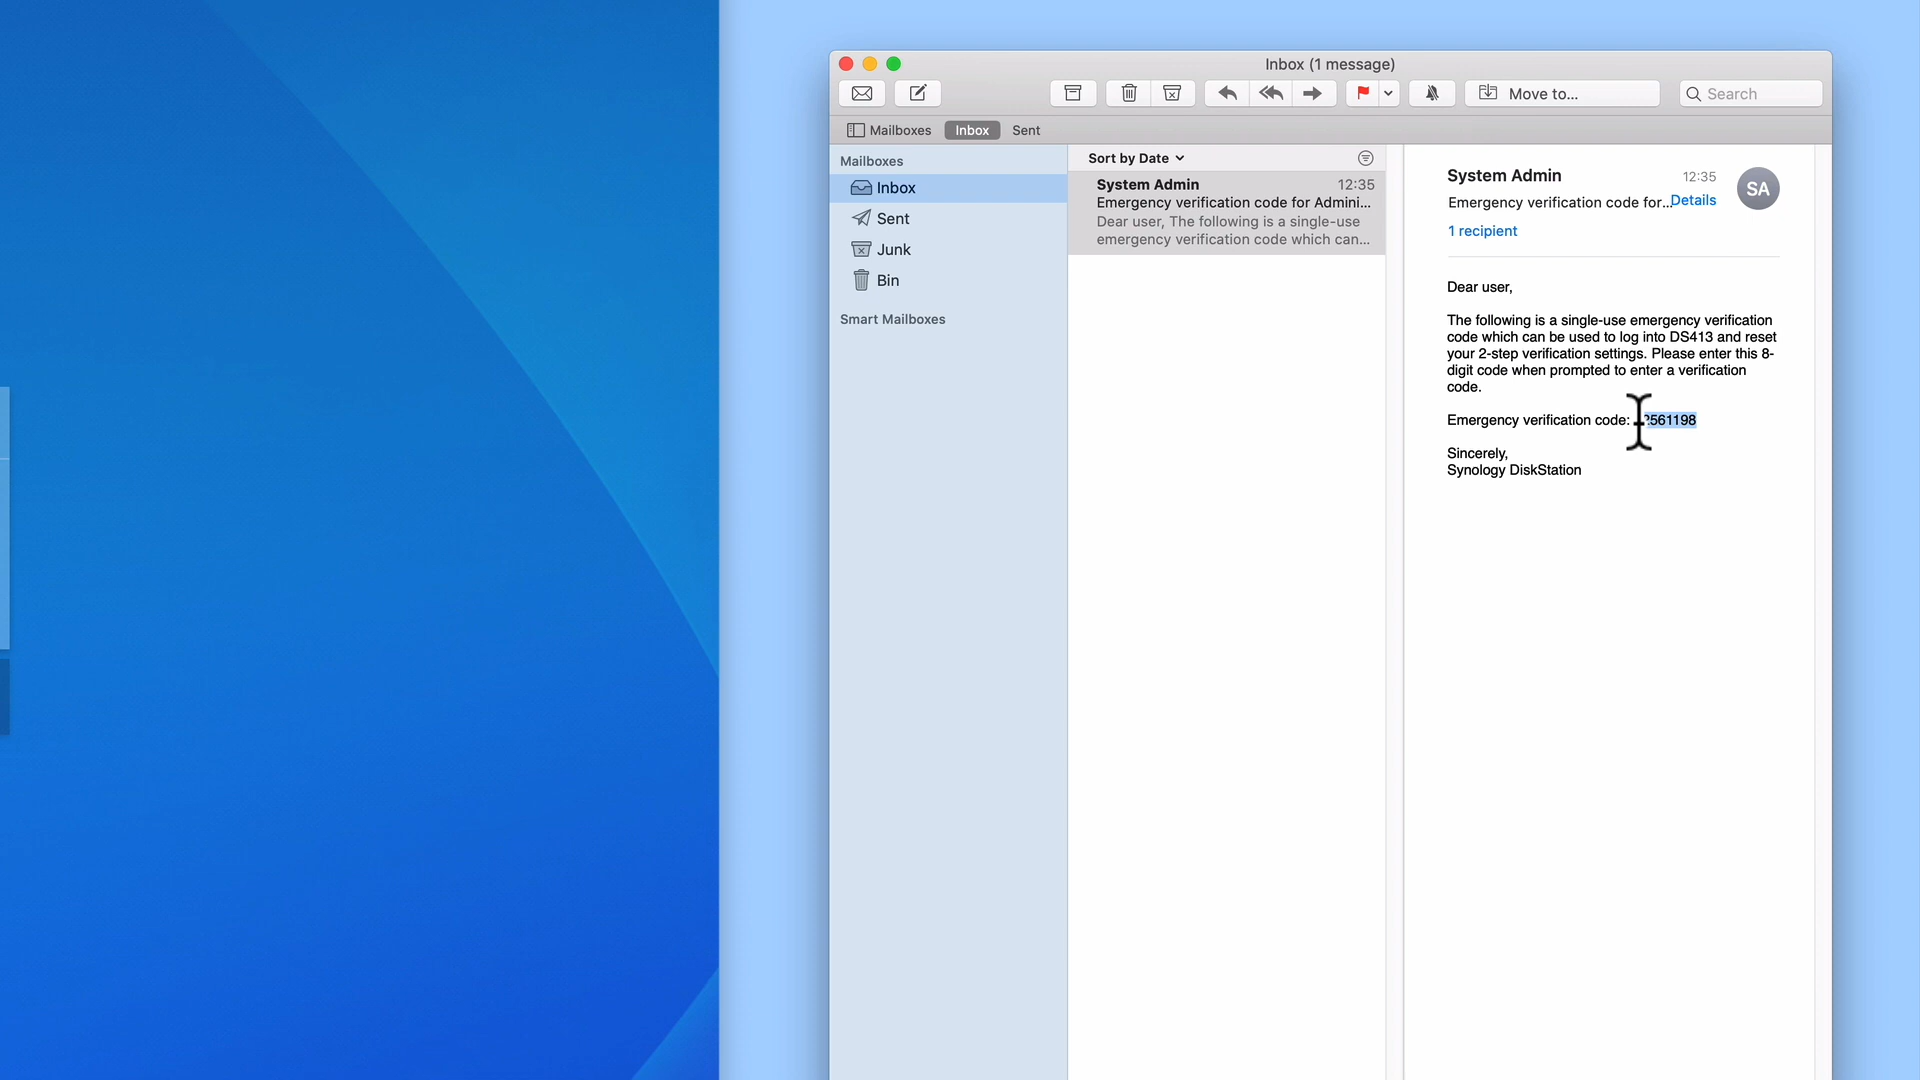 Inbox (1 message)
Move to...
Search
Mailboxes
Inbox
Sent
Mailboxes
Inbox
Sent
Junk
Bin
Smart Mailboxes
Sort by Date
System Admin 12:35
Emergency verification code for Admini...
Dear user, The following is a single-use
emergency verification code which can...
System Admin 12:35
SA
Emergency verification code for...Details
1 recipient
Dear user,
The following is a single-use emergency verification
code which can be used to log into DS413 and reset
your 2-step verification settings. Please enter this 8-
digit code when prompted to enter a verification
code.
Emergency verification code:
Sincerely,
Synology DiskStation